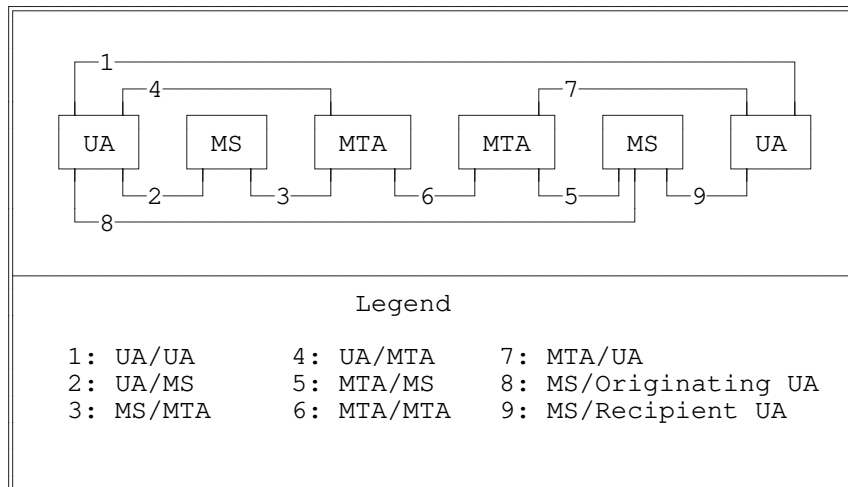 1
4 7
UA MS MTA MTA MS UA
2 3 6 5 9
8
Legend
1: UA/UA 4: UA/MTA 7: MTA/UA
2: UA/MS 5: MTA/MS 8: MS/Originating UA
3: MS/MTA 6: MTA/MTA 9: MS/Recipient UA